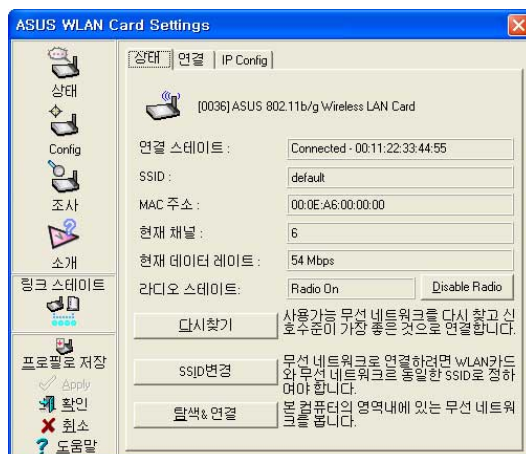 ASUS WLAN Card Settings
상태
Config
조사
소개
링크 스테이트
프로필로 저장
Apply
확인
취소
도움말
상태
연결
IP Config
[0036] ASUS 802.11b/g Wireless LAN Card
연결 스테이트 :
Connected - 00:11:22:33:44:55
SSID :
default
MAC 주소 :
00:0E:A6:00:00:00
현재 채널 :
6
현재 데이터 레이트 :
54 Mbps
라디오 스테이트:
Radio On
Disable Radio
다시찾기
사용가능 무선 네트워크를 다시 찾고 신
호수준이 가장 좋은 것으로 연결합니다.
SSID변경
무선 네트워크로 연결하려면 WLAN카드
와 무선 네트워크르 동일한 SSID로 정하
여야 합니다.
탐색& 연결
본 컴퓨터의 영역내에 있는 무선 네트워
크를 봅니다.